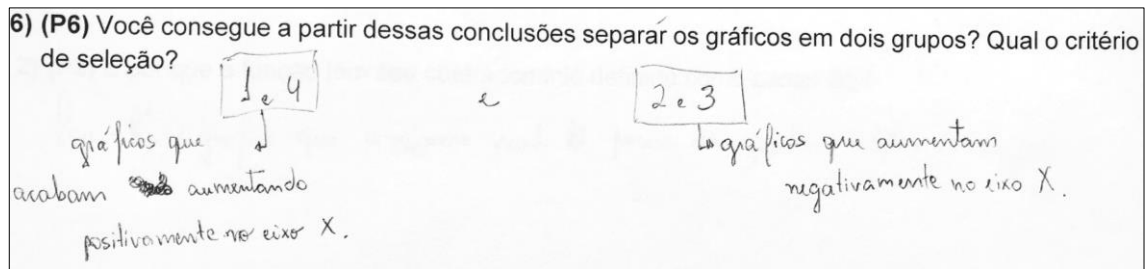 6) (P6) Você consegue a partir dessas conclusões separar os gráficos em dois grupos? Qual o critério
de seleção?
1 e 4 e 2 e 3
gráficos que
acabam aumentando
positivamente no eixo X.
gráficos que aumentam
negativamente no eixo X.